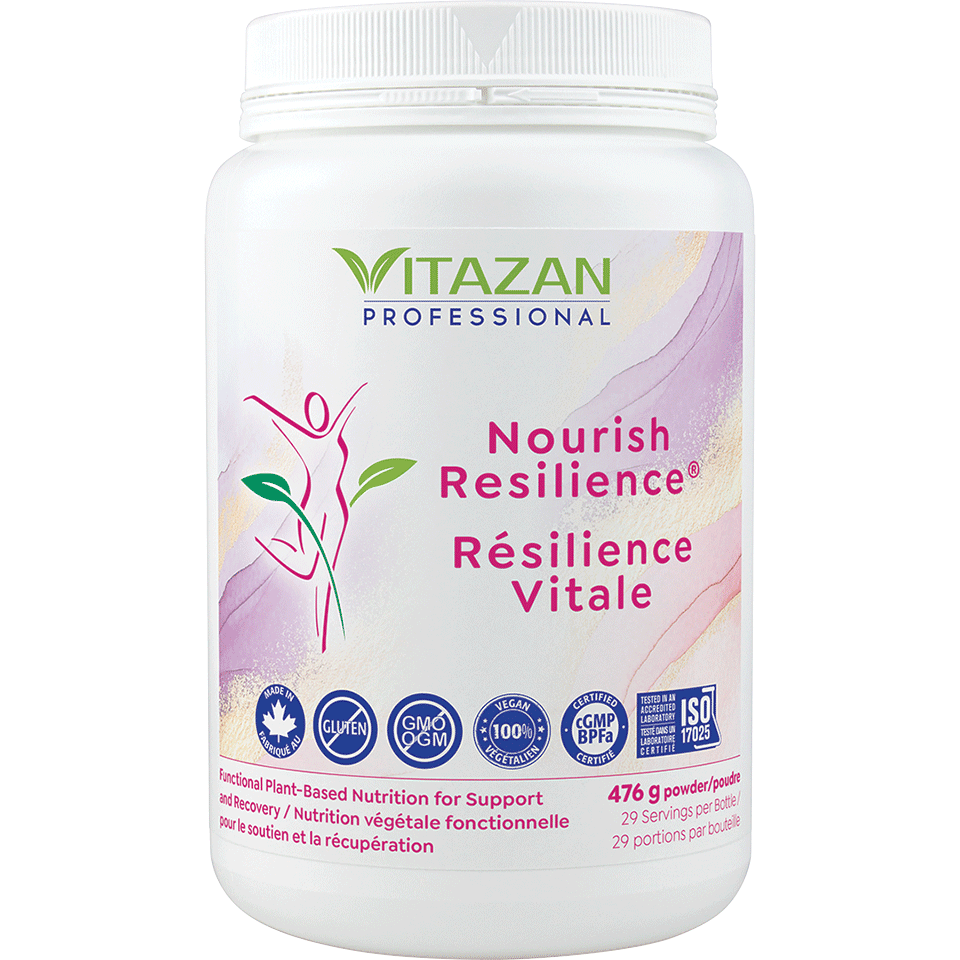 VITAZAN
PROFESSIONAL
Nourish
Resilience®
Résilience
Vitale
MADE IN
FABRIQUÉ AU
GLUTEN
GMO
OGM
VEGAN
100%
VÉGÉTALIEN
CERTIFIED
cGMP
BPFa
CERTIFIÉ
TESTED IN AN
ACCREDITED
LABORATORY
TESTÉ DANS UN
LABORATOIRE
CERTIFIÉ
ISO
17025
Functional Plant-Based Nutrition for Support
and Recovery / Nutrition végétale fonctionnelle
pour le soutien et la récupération
476 g powder/poudre
29 Servings per Bottle /
29 portions par bouteille